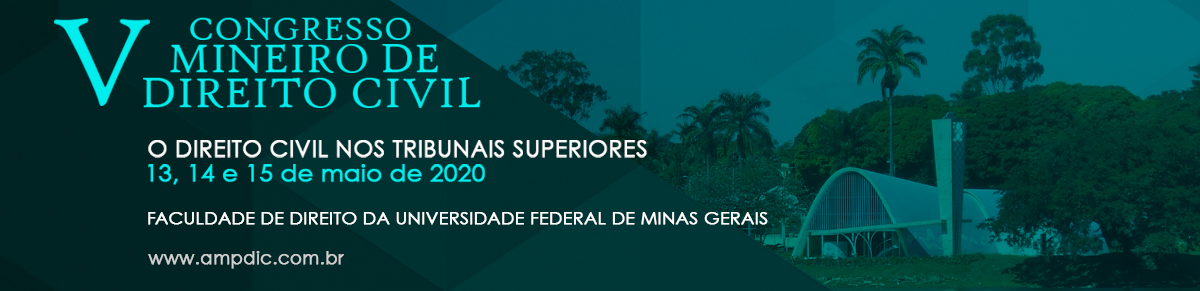 V CONGRESSO
MINEIRO DE
DIREITO CIVIL
O DIREITO CIVIL NOS TRIBUNAIS SUPERIORES
13, 14 e 15 de maio de 2020
FACULDADE DE DIREITO DA UNIVERSIDADE FEDERAL DE MINAS GERAIS
www.ampdic.com.br